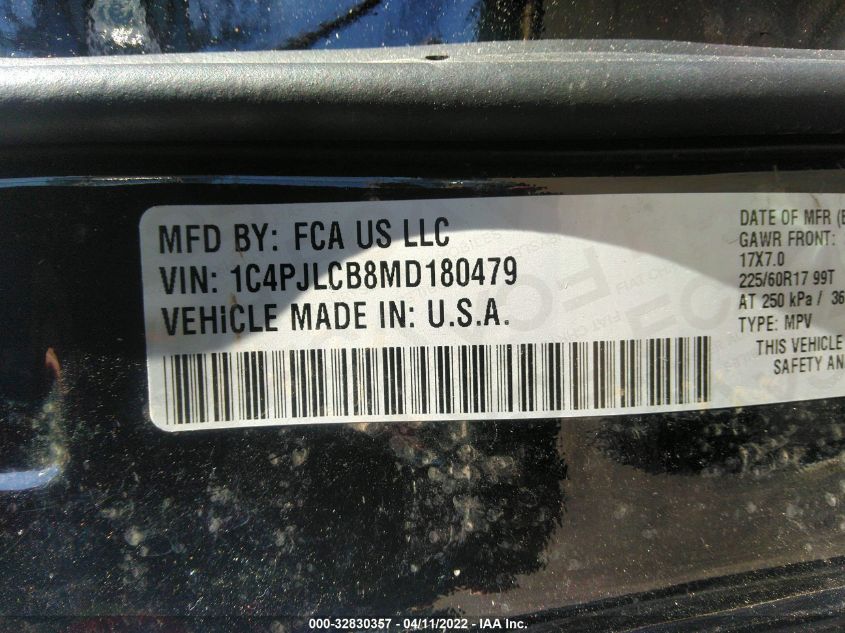 MFD BY: FCA US LLC
VIN: 1C4PJLCB8MD180479
VEHICLE MADE IN: U.S.A.
DATE OF MFR (
GAWR FRONT:
17X7.0
225/60R17 99T
AT 250 kPa / 36
TYPE: MPV
THIS VEHICLE
SAFETY AN
000-32830357 - 04/11/2022 - IAA Inc.